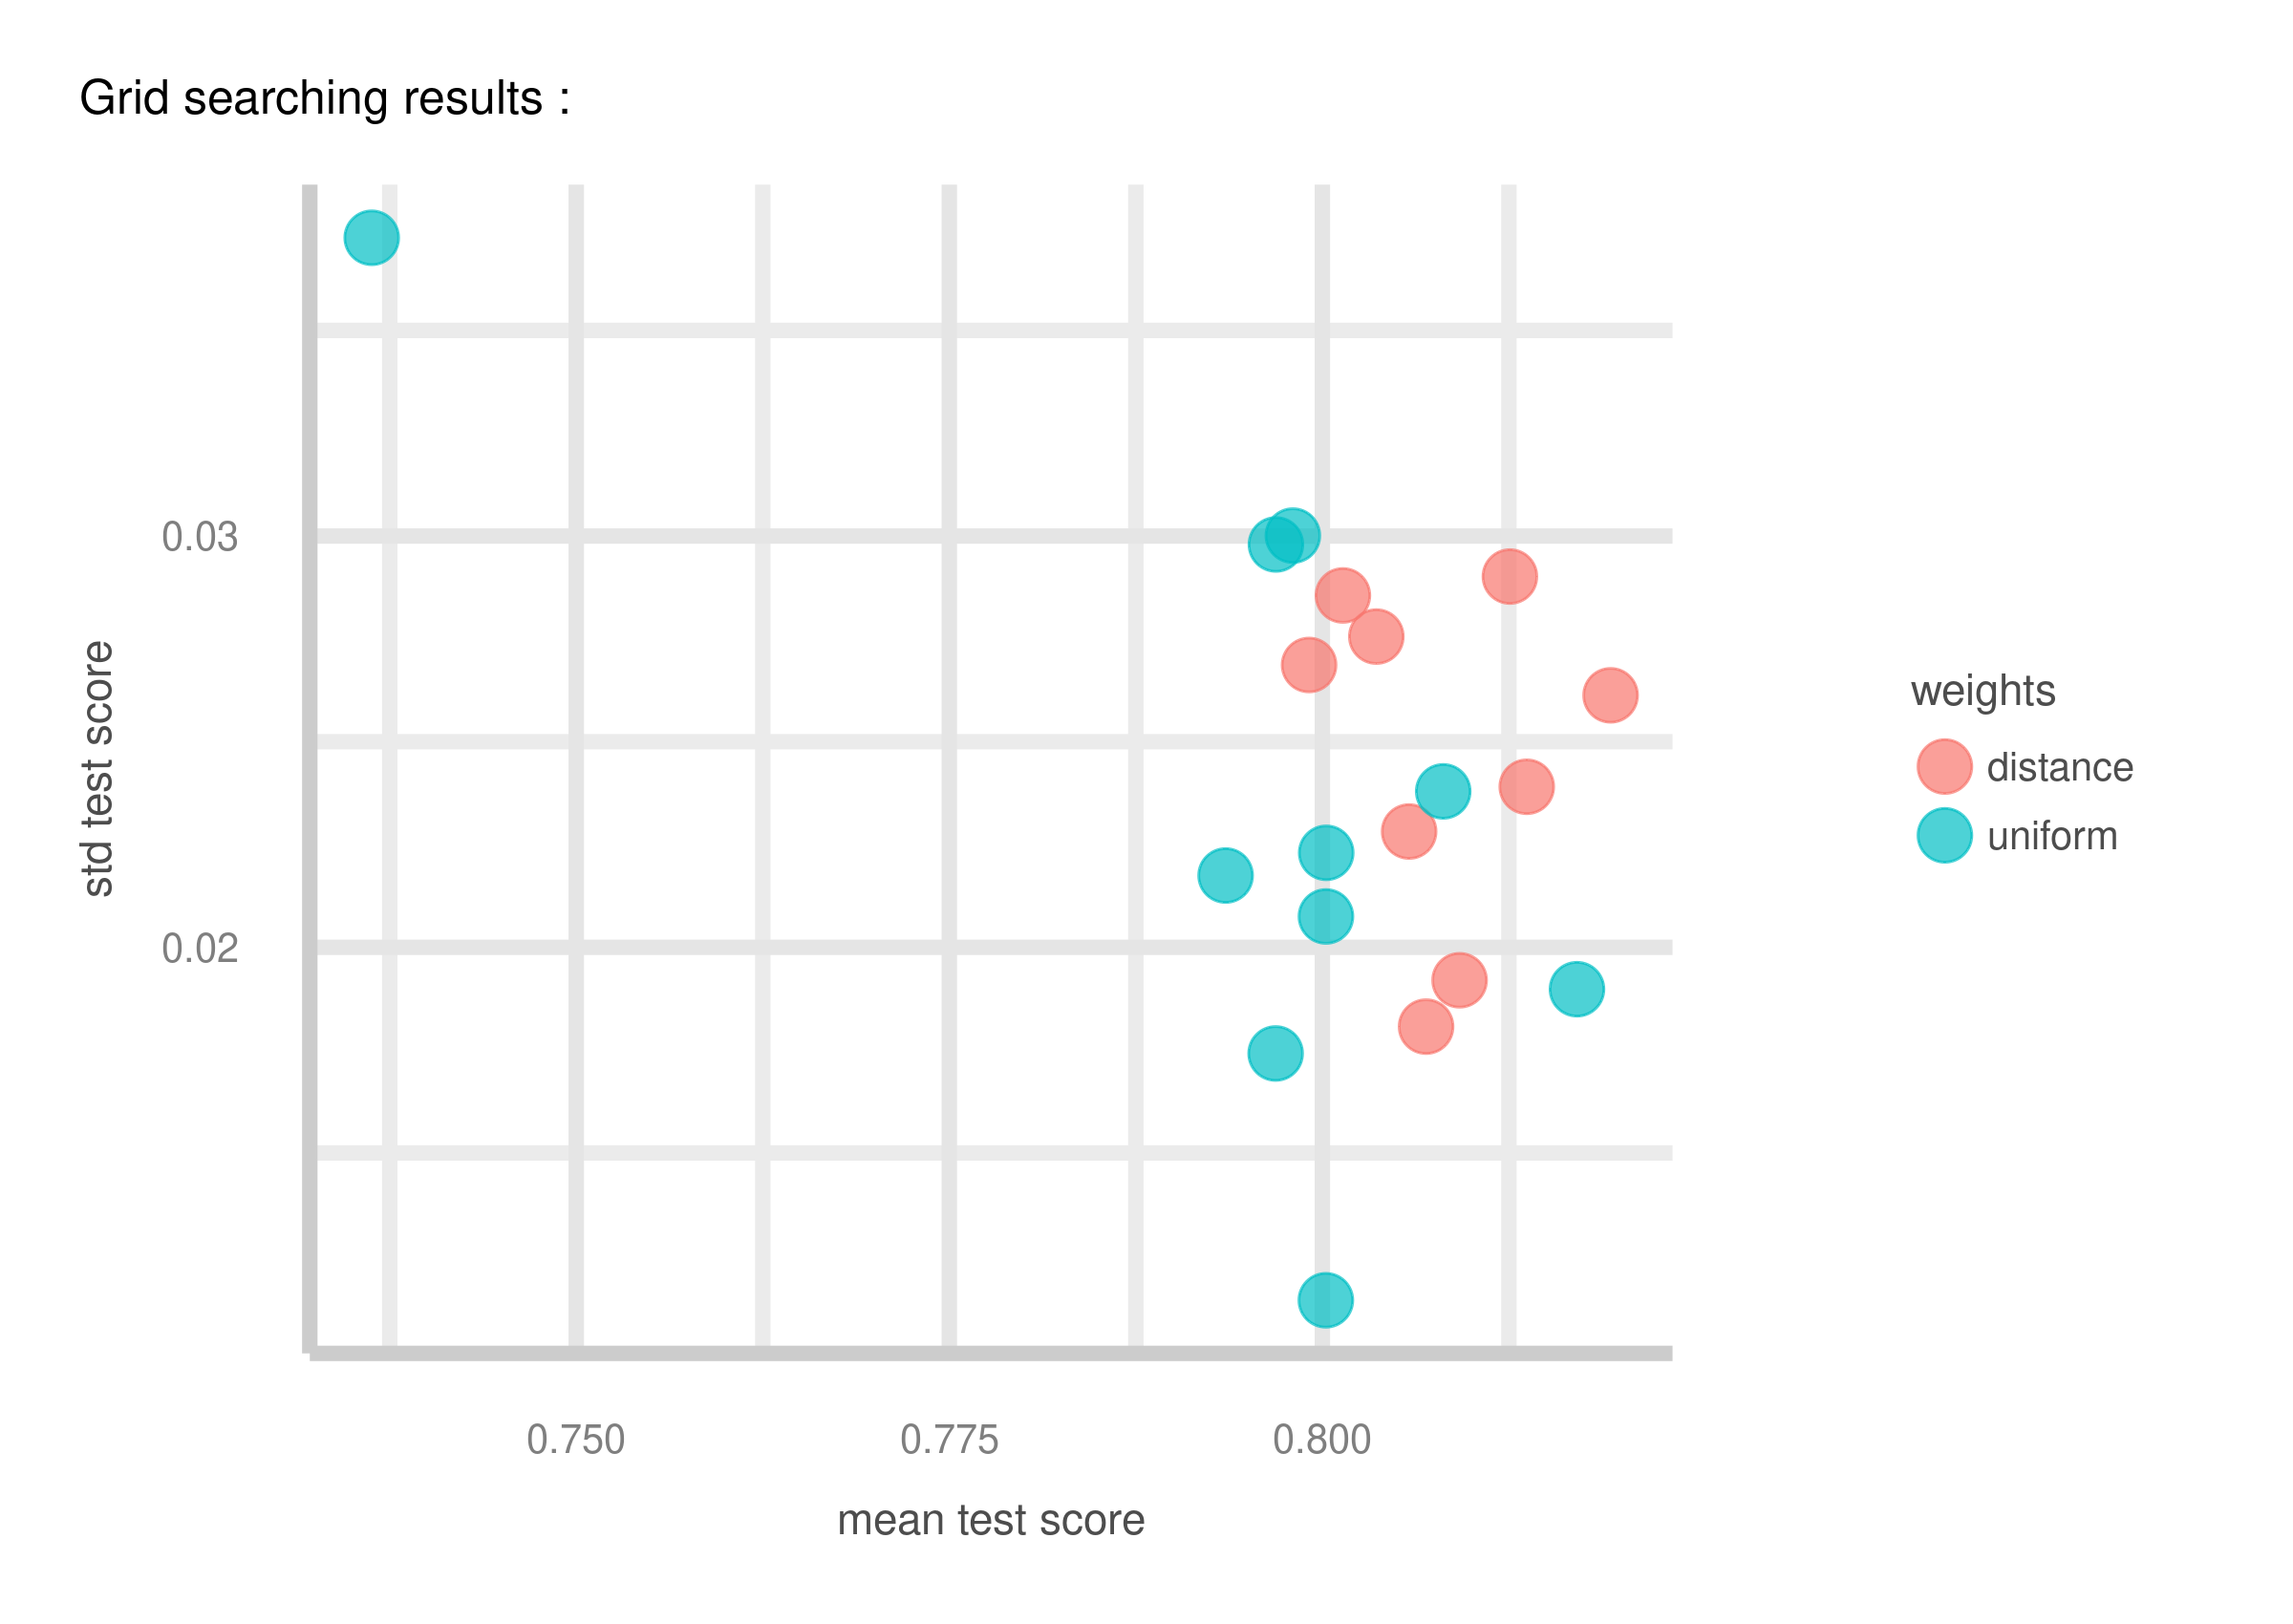 Grid searching results :
0.03
0.02
std test score
0.750
0.775
0.800
mean test score
weights
distance
uniform